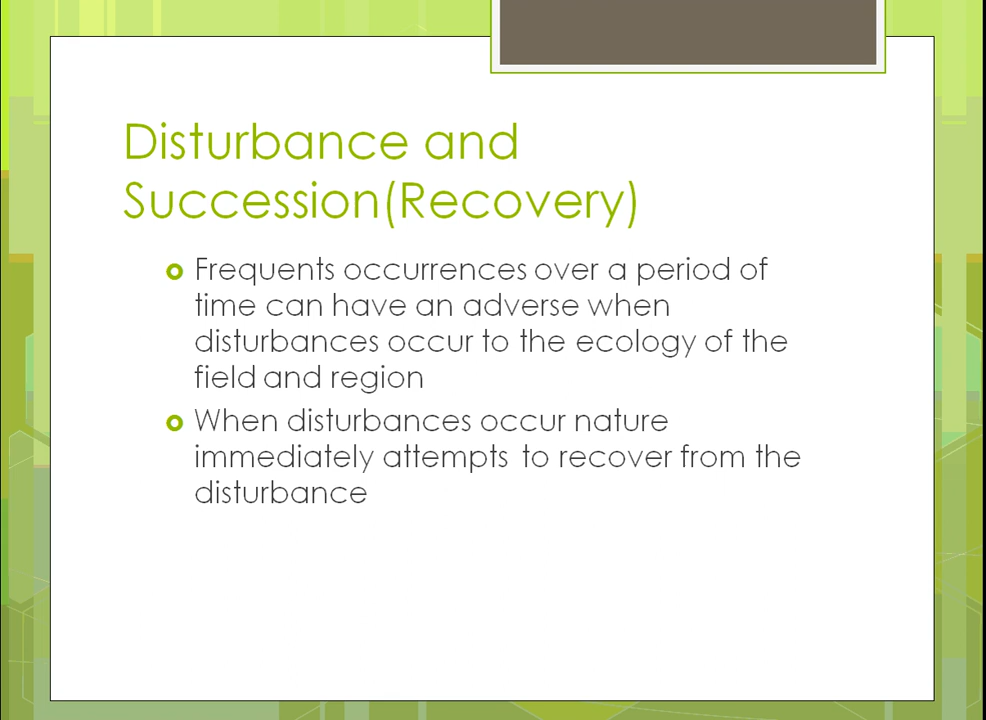 Disturbance and
Succession(Recovery)
Frequents occurrences over a period of
time can have an adverse when
disturbances occur to the ecology of the
field and region
When disturbances occur nature
immediately attempts to recover from the
disturbance